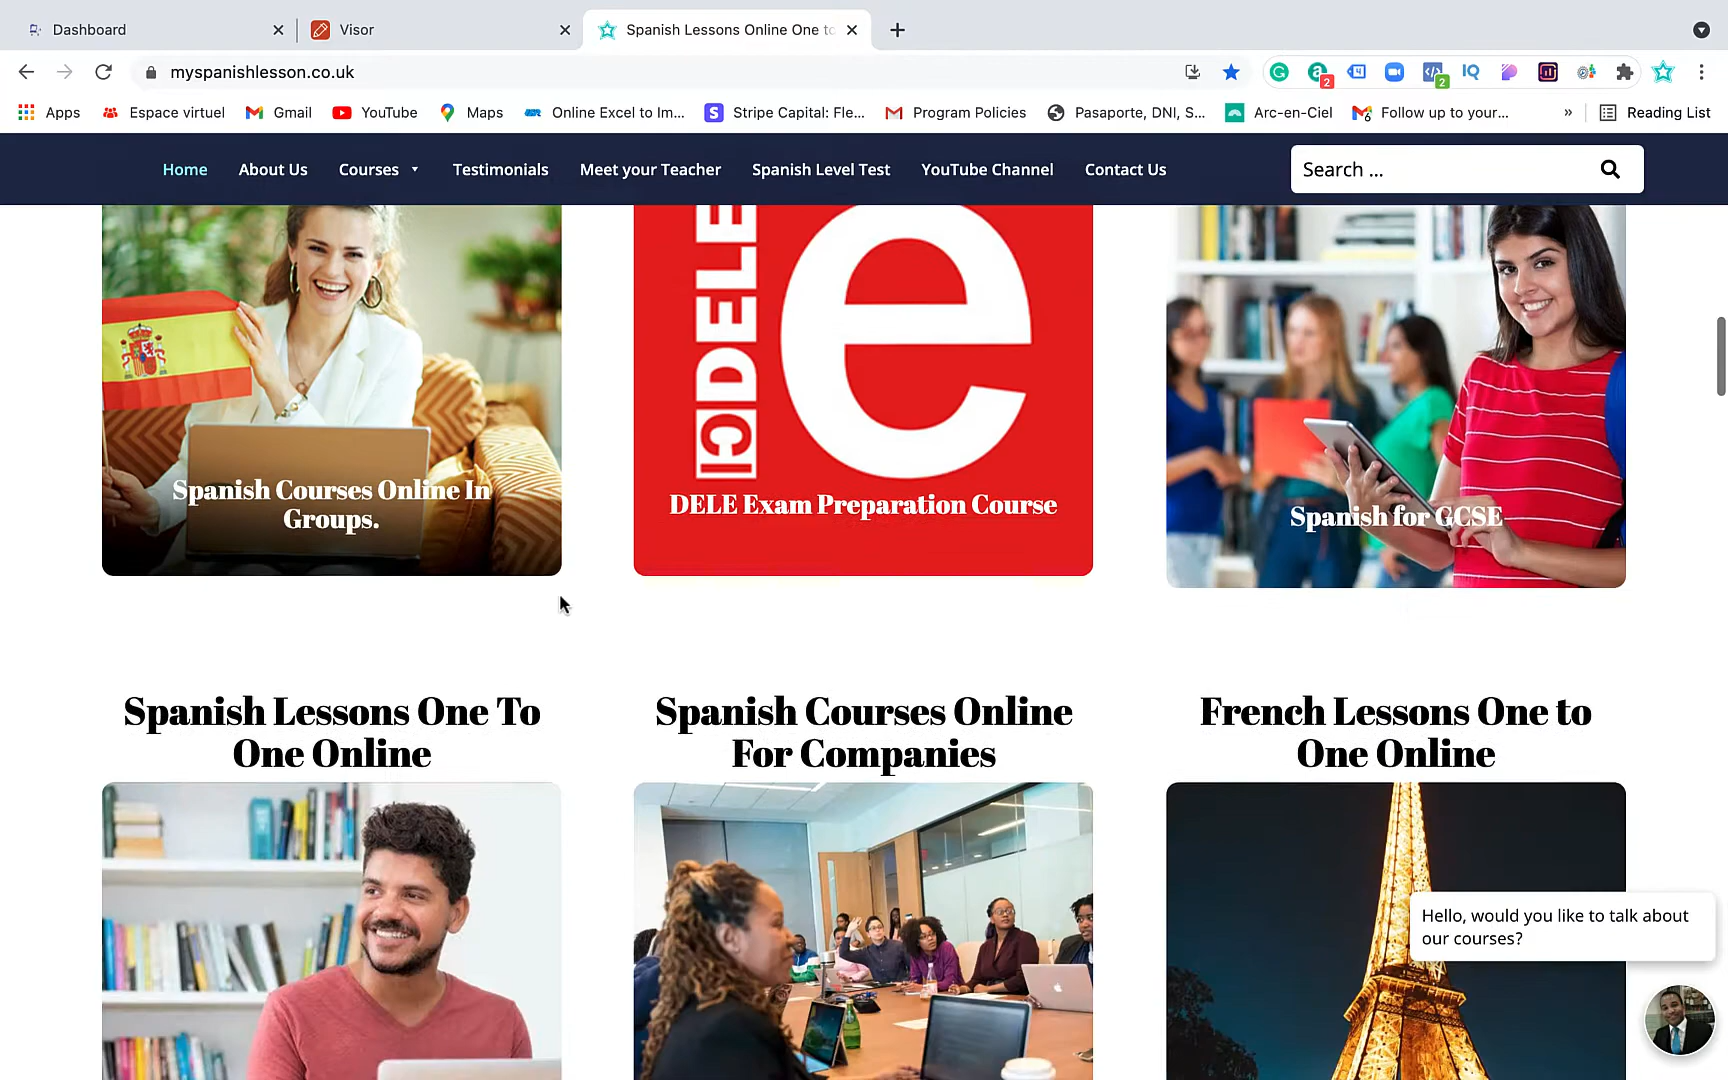 Dashboard
Visor
Spanish Lessons Online One to
myspanishlesson.co.uk
2
2
IQ
Apps
Espace virtuel
Gmail
YouTube
Maps
Online Excel to Im...
Stripe Capital: Fle...
Program Policies
Pasaporte, DNI, S...
Arc-en-Ciel
Follow up to your...
»
Reading List
Home
About Us
Courses
Testimonials
Meet your Teacher
Spanish Level Test
YouTube Channel
Contact Us
Search ...
Spanish Courses Online In
Groups.
DELE
e
DELE Exam Preparation Course
Spanish for GCSE
Spanish Lessons One To
One Online
Spanish Courses Online
For Companies
French Lessons One to
One Online
Hello, would you like to talk about
our courses?